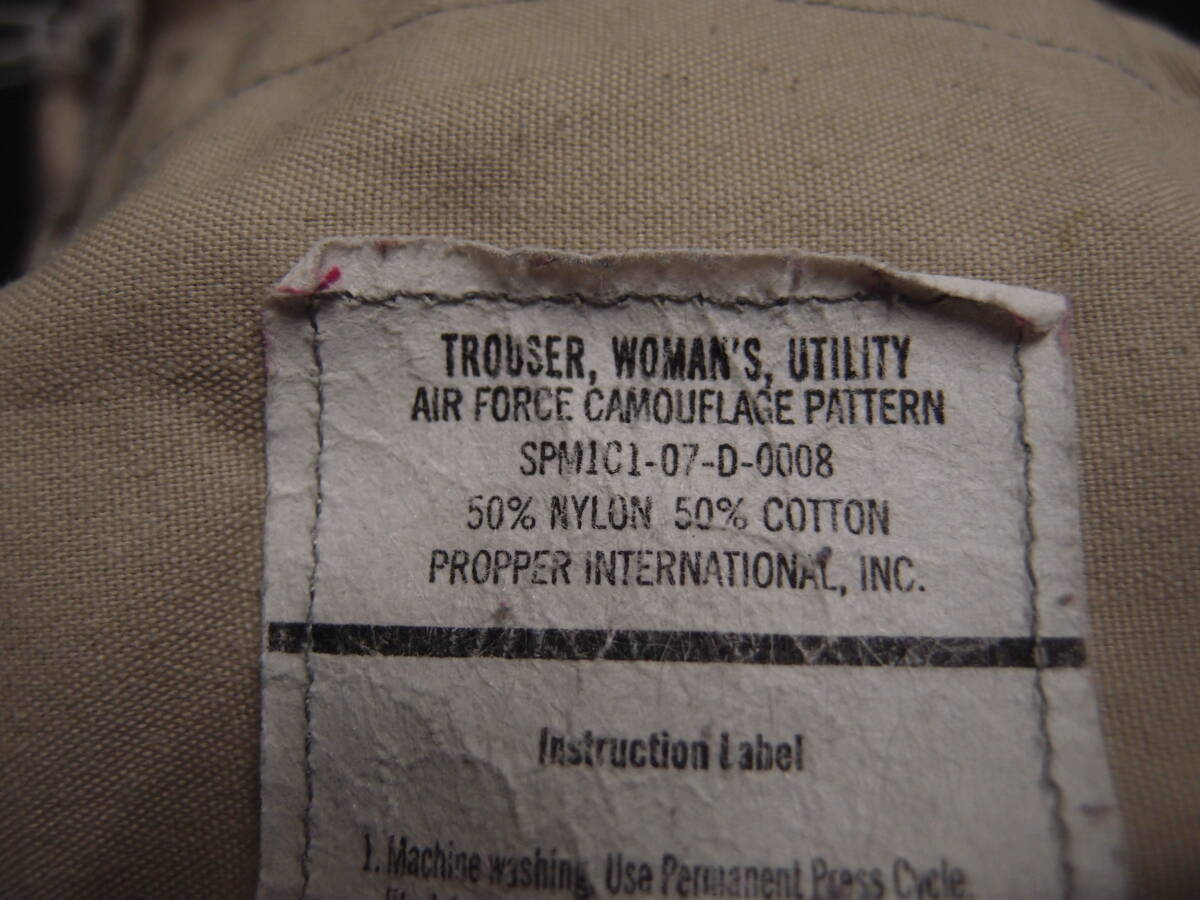 TROUSER, WOMAN'S, UTILITY
AIR FORCE CAMOUFLAGE PATTERN
SPM1C1-07-D-0008
50% NYLON 50% COTTON
PROPPER INTERNATIONAL, INC.
Instruction Label
1. Machine washing. Use Permanent Press Cycle.